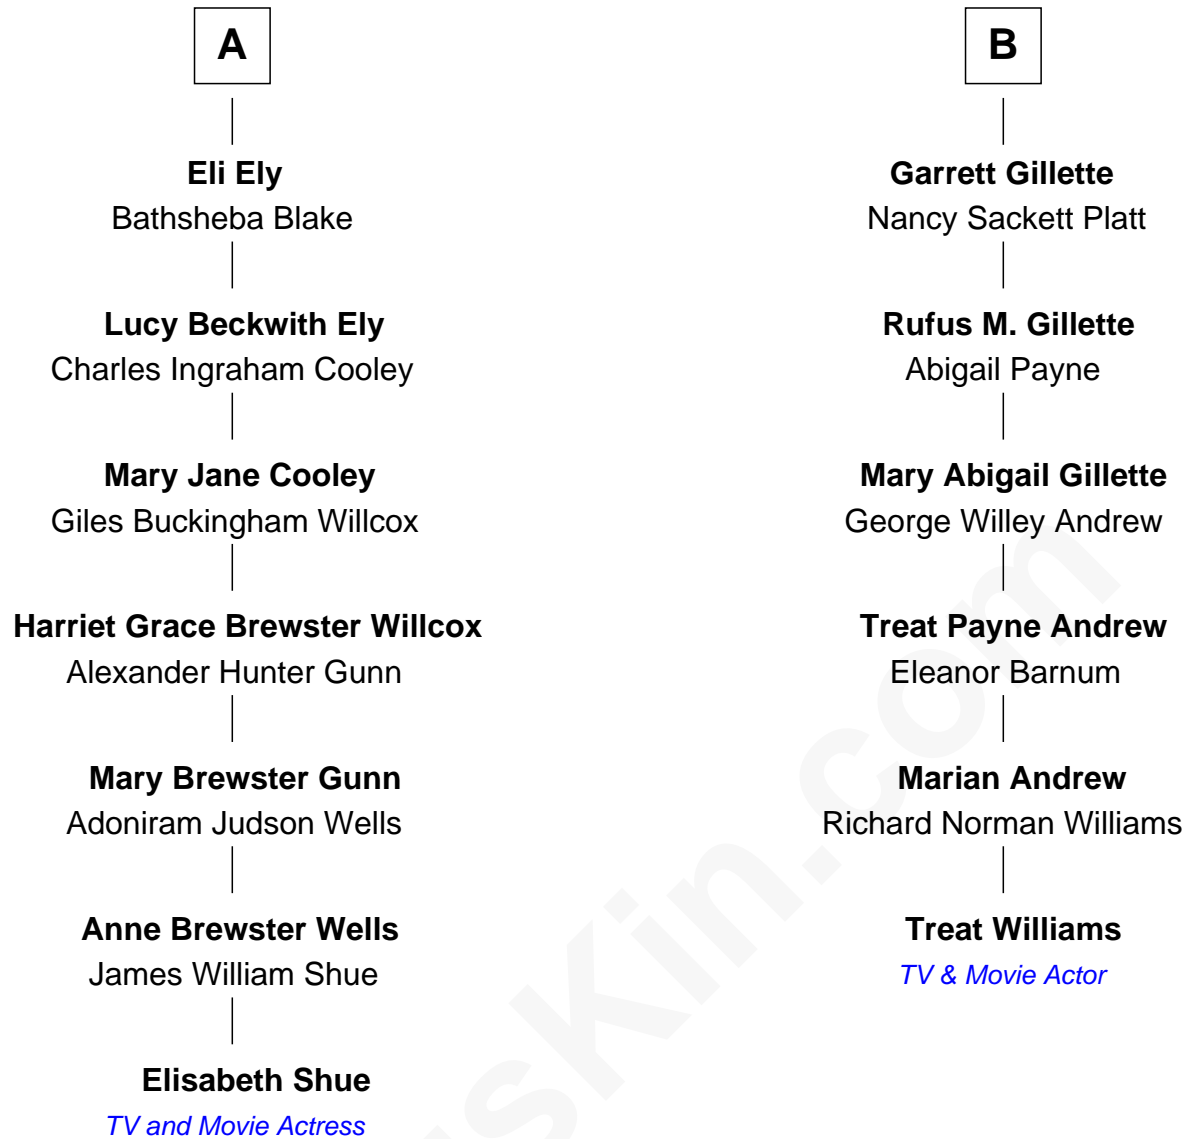 A
Eli Ely
Bathsheba Blake
Lucy Beckwith Ely
Charles Ingraham Cooley
Mary Jane Cooley
Giles Buckingham Willcox
Harriet Grace Brewster Willcox
Alexander Hunter Gunn
Mary Brewster Gunn
Adoniram Judson Wells
Anne Brewster Wells
James William Shue
Elisabeth Shue
TV and Movie Actress
B
Garrett Gillette
Nancy Sackett Platt
Rufus M. Gillette
Abigail Payne
Mary Abigail Gillette
George Willey Andrew
Treat Payne Andrew
Eleanor Barnum
Marian Andrew
Richard Norman Williams
Treat Williams
TV & Movie Actor
sKin.com